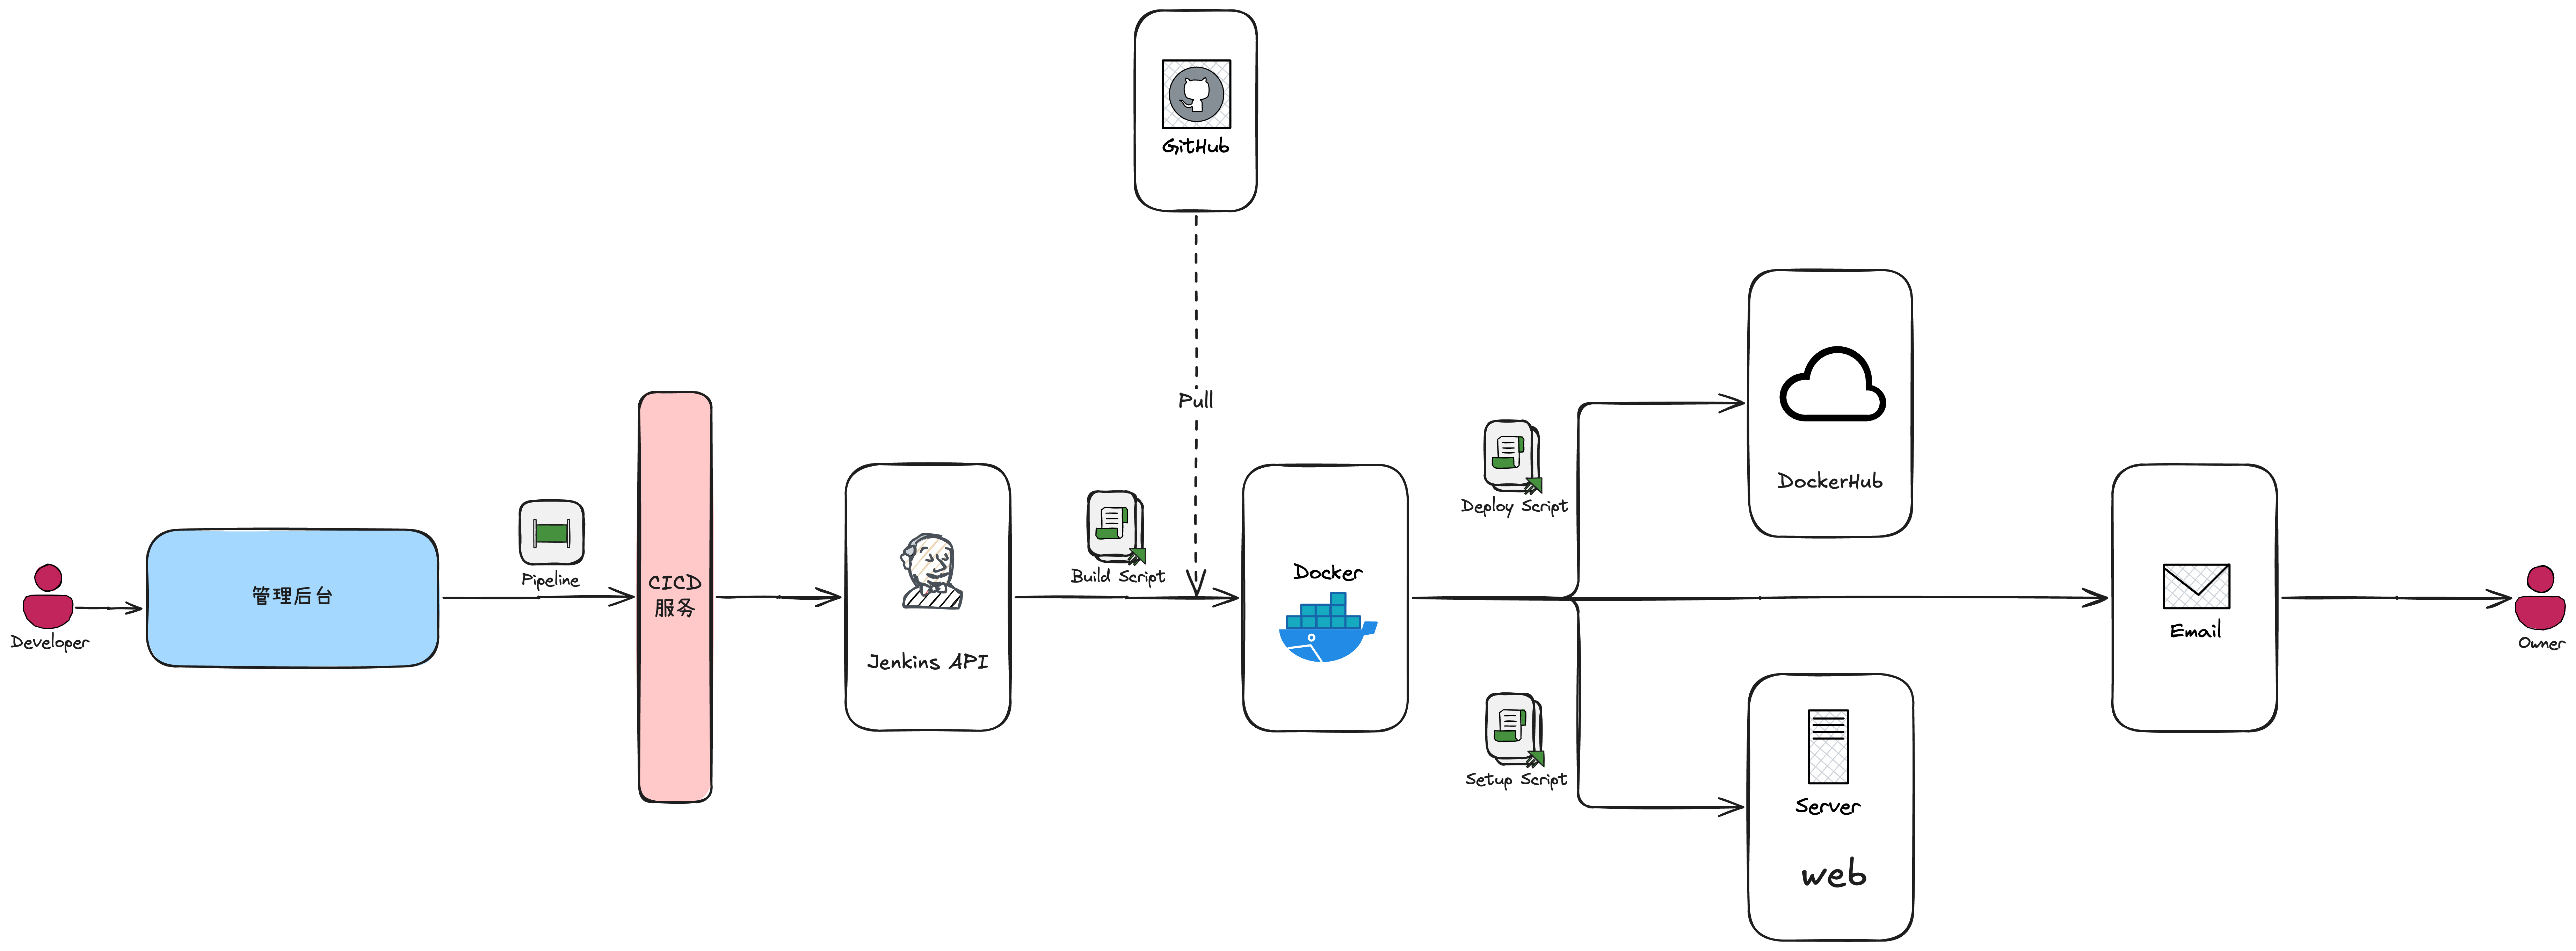 GitHub
Pull
DockerHub
Deploy Script
Pipeline
Build Script
Docker
CICD
服务
管理后台
Developer
Jenkins API
Email
Owner
Setup Script
Server
web